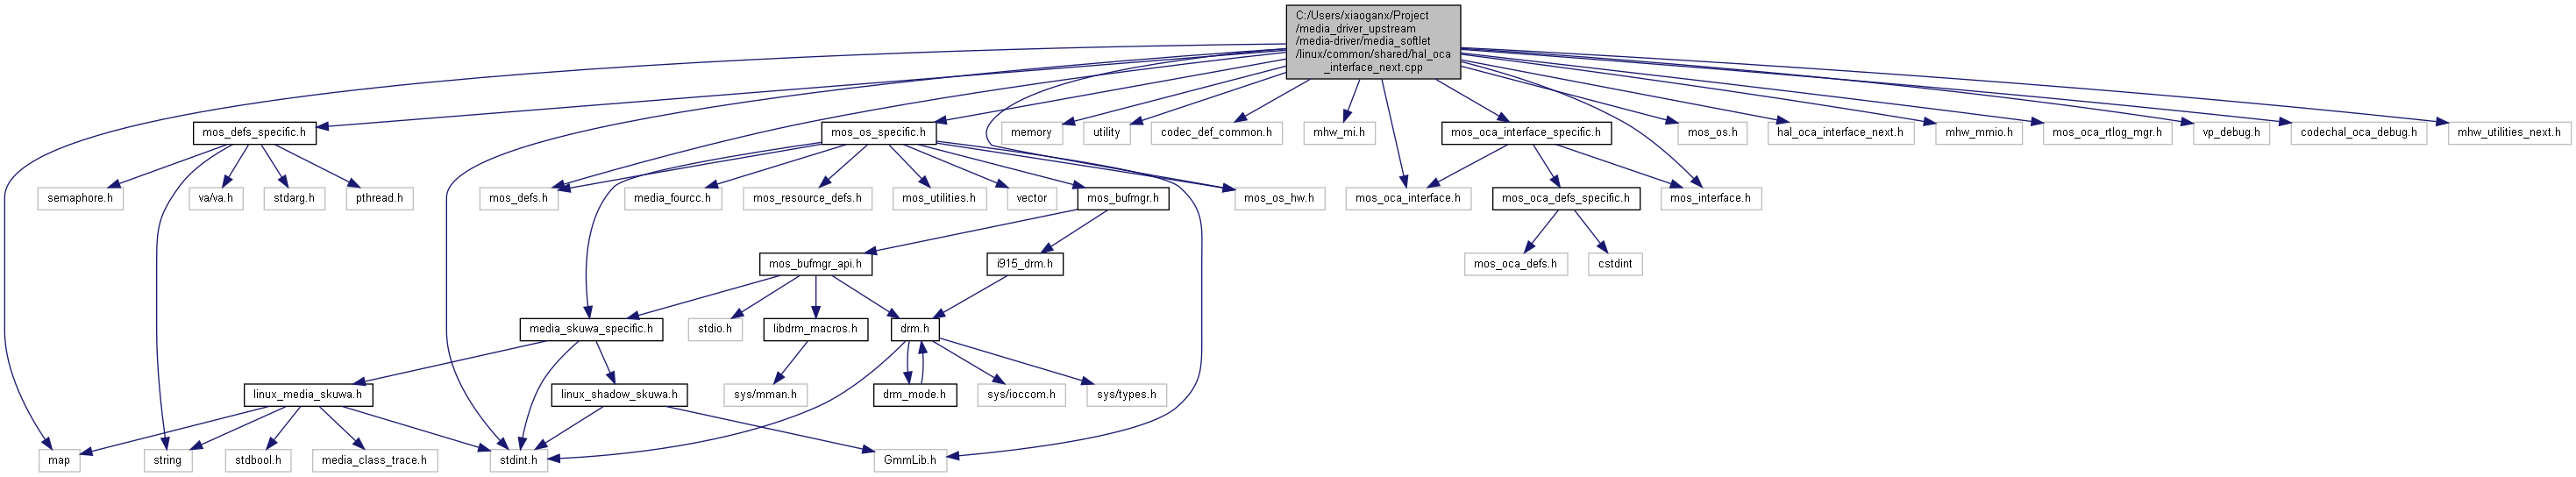 C:/Users/xiaoganx/Project
/media_driver_upstream
/media-driver/media_softlet
/linux/common/shared/hal_oca
_interface_next.cpp
mos_defs_specific.h
mos_os_specific.h
memory
utility
codec_def_common.h
mhw_mi.h
mos_oca_interface_specific.h
mos_os.h
hal_oca_interface_next.h
mhw_mmio.h
mos_oca_rtlog_mgr.h
vp_debug.h
codechal_oca_debug.h
mhw_utilities_next.h
semaphore.h
va/va.h
stdarg.h
pthread.h
mos_defs.h
media_fourcc.h
mos_resource_defs.h
mos_utilities.h
vector
mos_bufmgr.h
mos_os_hw.h
mos_oca_interface.h
mos_oca_defs_specific.h
mos_interface.h
mos_bufmgr_api.h
i915_drm.h
mos_oca_defs.h
cstdint
media_skuwa_specific.h
stdio.h
libdrm_macros.h
drm.h
linux_media_skuwa.h
linux_shadow_skuwa.h
sys/mman.h
drm_mode.h
sys/ioccom.h
sys/types.h
map
string
stdbool.h
media_class_trace.h
stdint.h
GmmLib.h